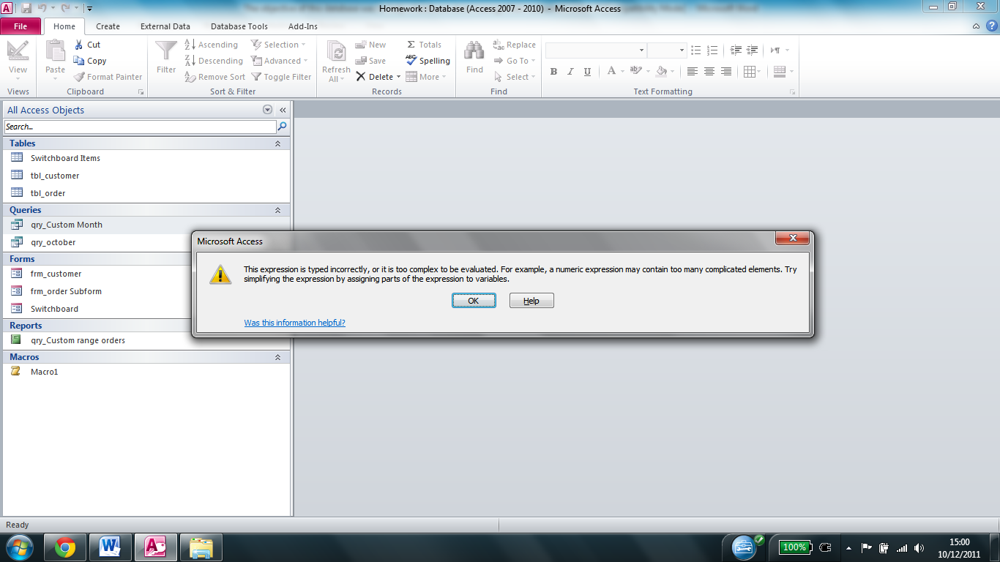 Homework : Database (Access 2007 - 2010) - Microsoft Access
File Home Create External Data Database Tools Add-Ins
View
Views
Paste
Cut
Copy
Format Painter
Clipboard
Filter
Ascending
Descending
Remove Sort
Selection
Advanced
Toggle Filter
Sort & Filter
Refresh
All
New
Save
Delete
Totals
Spelling
More
Records
Find
Replace
Go To
Select
Find
B I U A ab
Text Formatting
All Access Objects
Search...
Tables
Switchboard Items
tbl_customer
tbl_order
Queries
qry_Custom Month
qry_october
Forms
frm_customer
frm_order Subform
Switchboard
Reports
qry_Custom range orders
Macros
Macro1
Microsoft Access
This expression is typed incorrectly, or it is too complex to be evaluated. For example, a numeric expression may contain too many complicated elements. Try
simplifying the expression by assigning parts of the expression to variables.
OK Help
Was this information helpful?
Ready
100%
15:00
10/12/2011